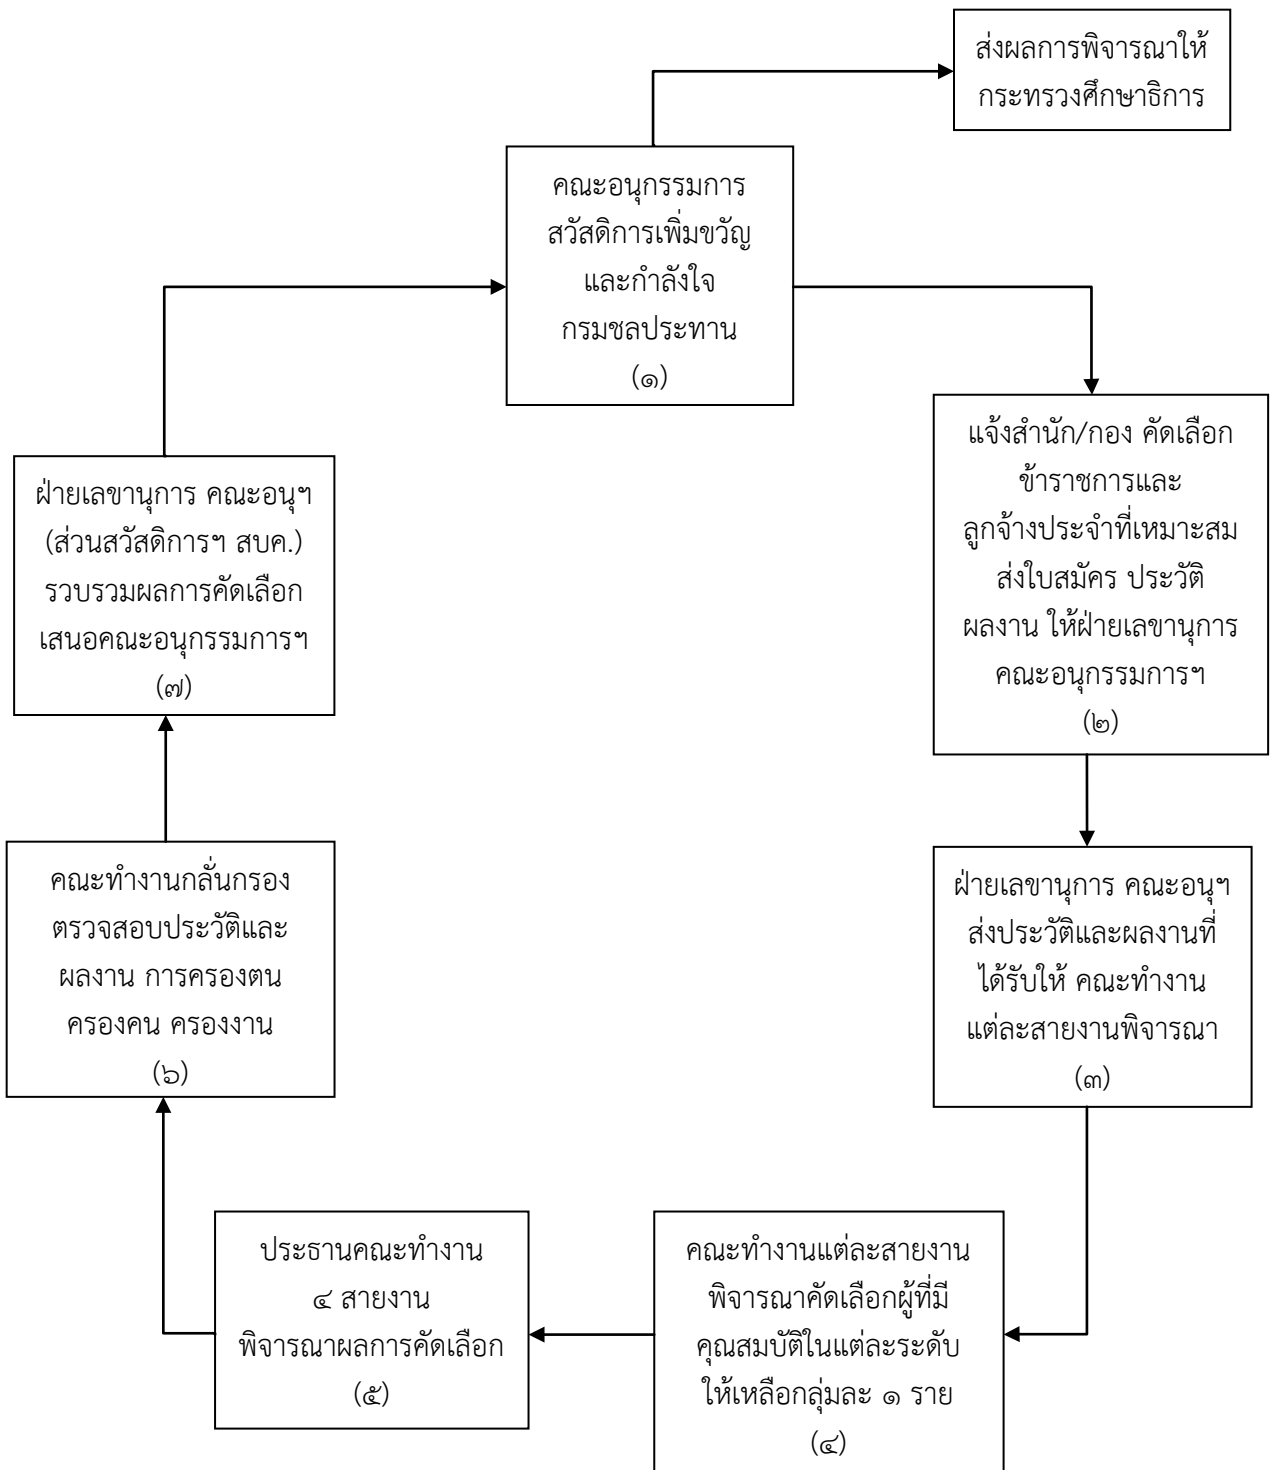 ส่งผลการพิจารณาให้
กระทรวงศึกษาธิการ
คณะอนุกรรมการ
สวัสดิการเพิ่มขวัญ
และกำลังใจ
กรมชลประทาน
(๑)
แจ้งสำนัก/กอง คัดเลือก
ข้าราชการและ
ลูกจ้างประจำที่เหมาะสม
ส่งใบสมัคร ประวัติ
ผลงาน ให้ฝ่ายเลขานุการ
คณะอนุกรรมการฯ
(๒)
ฝ่ายเลขานุการ คณะอนุฯ
ส่งประวัติและผลงานที่
ได้รับให้ คณะทำงาน
แต่ละสายงานพิจารณา
(๓)
คณะทำงานแต่ละสายงาน
พิจารณาคัดเลือกผู้ที่มี
คุณสมบัติในแต่ละระดับ
ให้เหลือกลุ่มละ ๑ ราย
(๔)
ประธานคณะทำงาน
๔ สายงาน
พิจารณาผลการคัดเลือก
(๕)
คณะทำงานกลั่นกรอง
ตรวจสอบประวัติและ
ผลงาน การครองตน
ครองคน ครองงาน
(๖)
ฝ่ายเลขานุการ คณะอนุฯ
(ส่วนสวัสดิการฯ สบค.)
รวบรวมผลการคัดเลือก
เสนอคณะอนุกรรมการฯ
(๗)